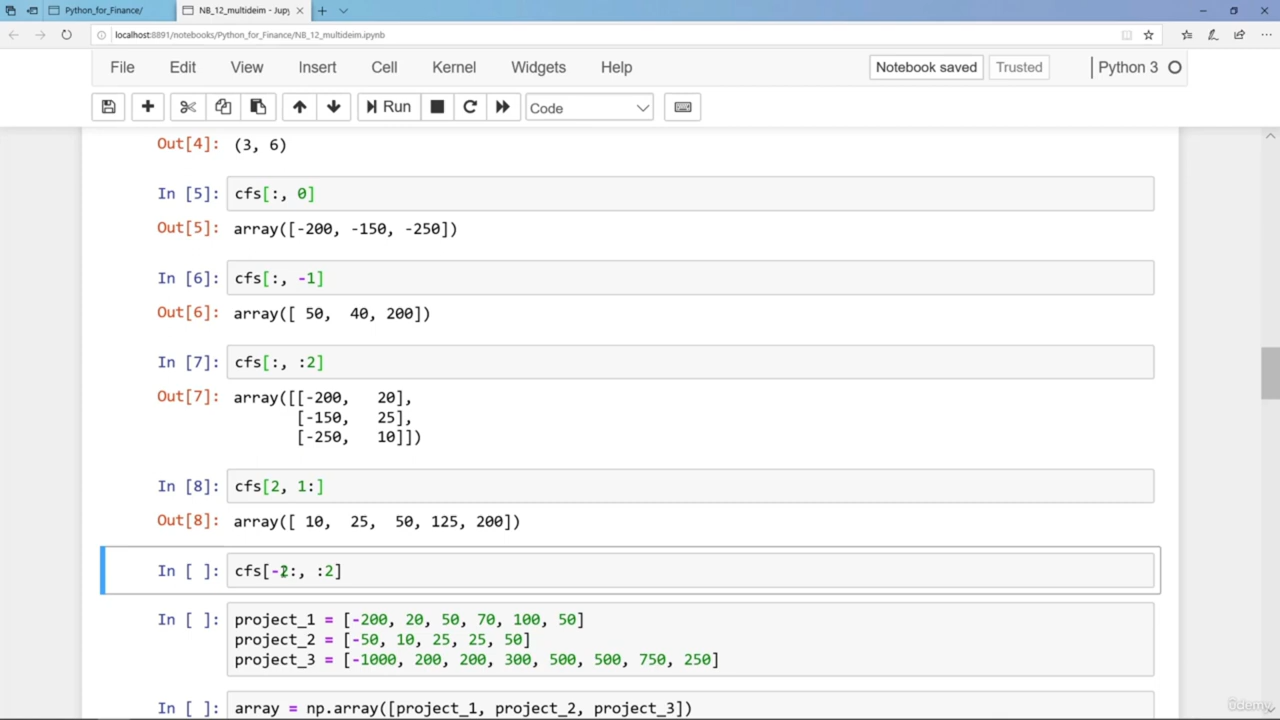 Python_for_Finance/
NB_12_multideim - Jupy
localhost:8891/notebooks/Python_for_Finance/NB_12_multideim.ipynb
File Edit View Insert Cell Kernel Widgets Help Notebook saved Trusted Python 3
Run Code
Out[4]: (3, 6)
In [5]: cfs[:, 0]
Out[5]: array([-200, -150, -250])
In [6]: cfs[:, -1]
Out[6]: array([ 50,  40, 200])
In [7]: cfs[:, :2]
Out[7]: array([[-200,   20],
[-150,   25],
[-250,   10]])
In [8]: cfs[2, 1:]
Out[8]: array([ 10,  25,  50, 125, 200])
In [ ]: cfs[-2:, :2]
In [ ]: project_1 = [-200, 20, 50, 70, 100, 50]
project_2 = [-50, 10, 25, 25, 50]
project_3 = [-1000, 200, 200, 300, 500, 500, 750, 250]
In [ ]: array = np.array([project_1, project_2, project_3])
ûdemy